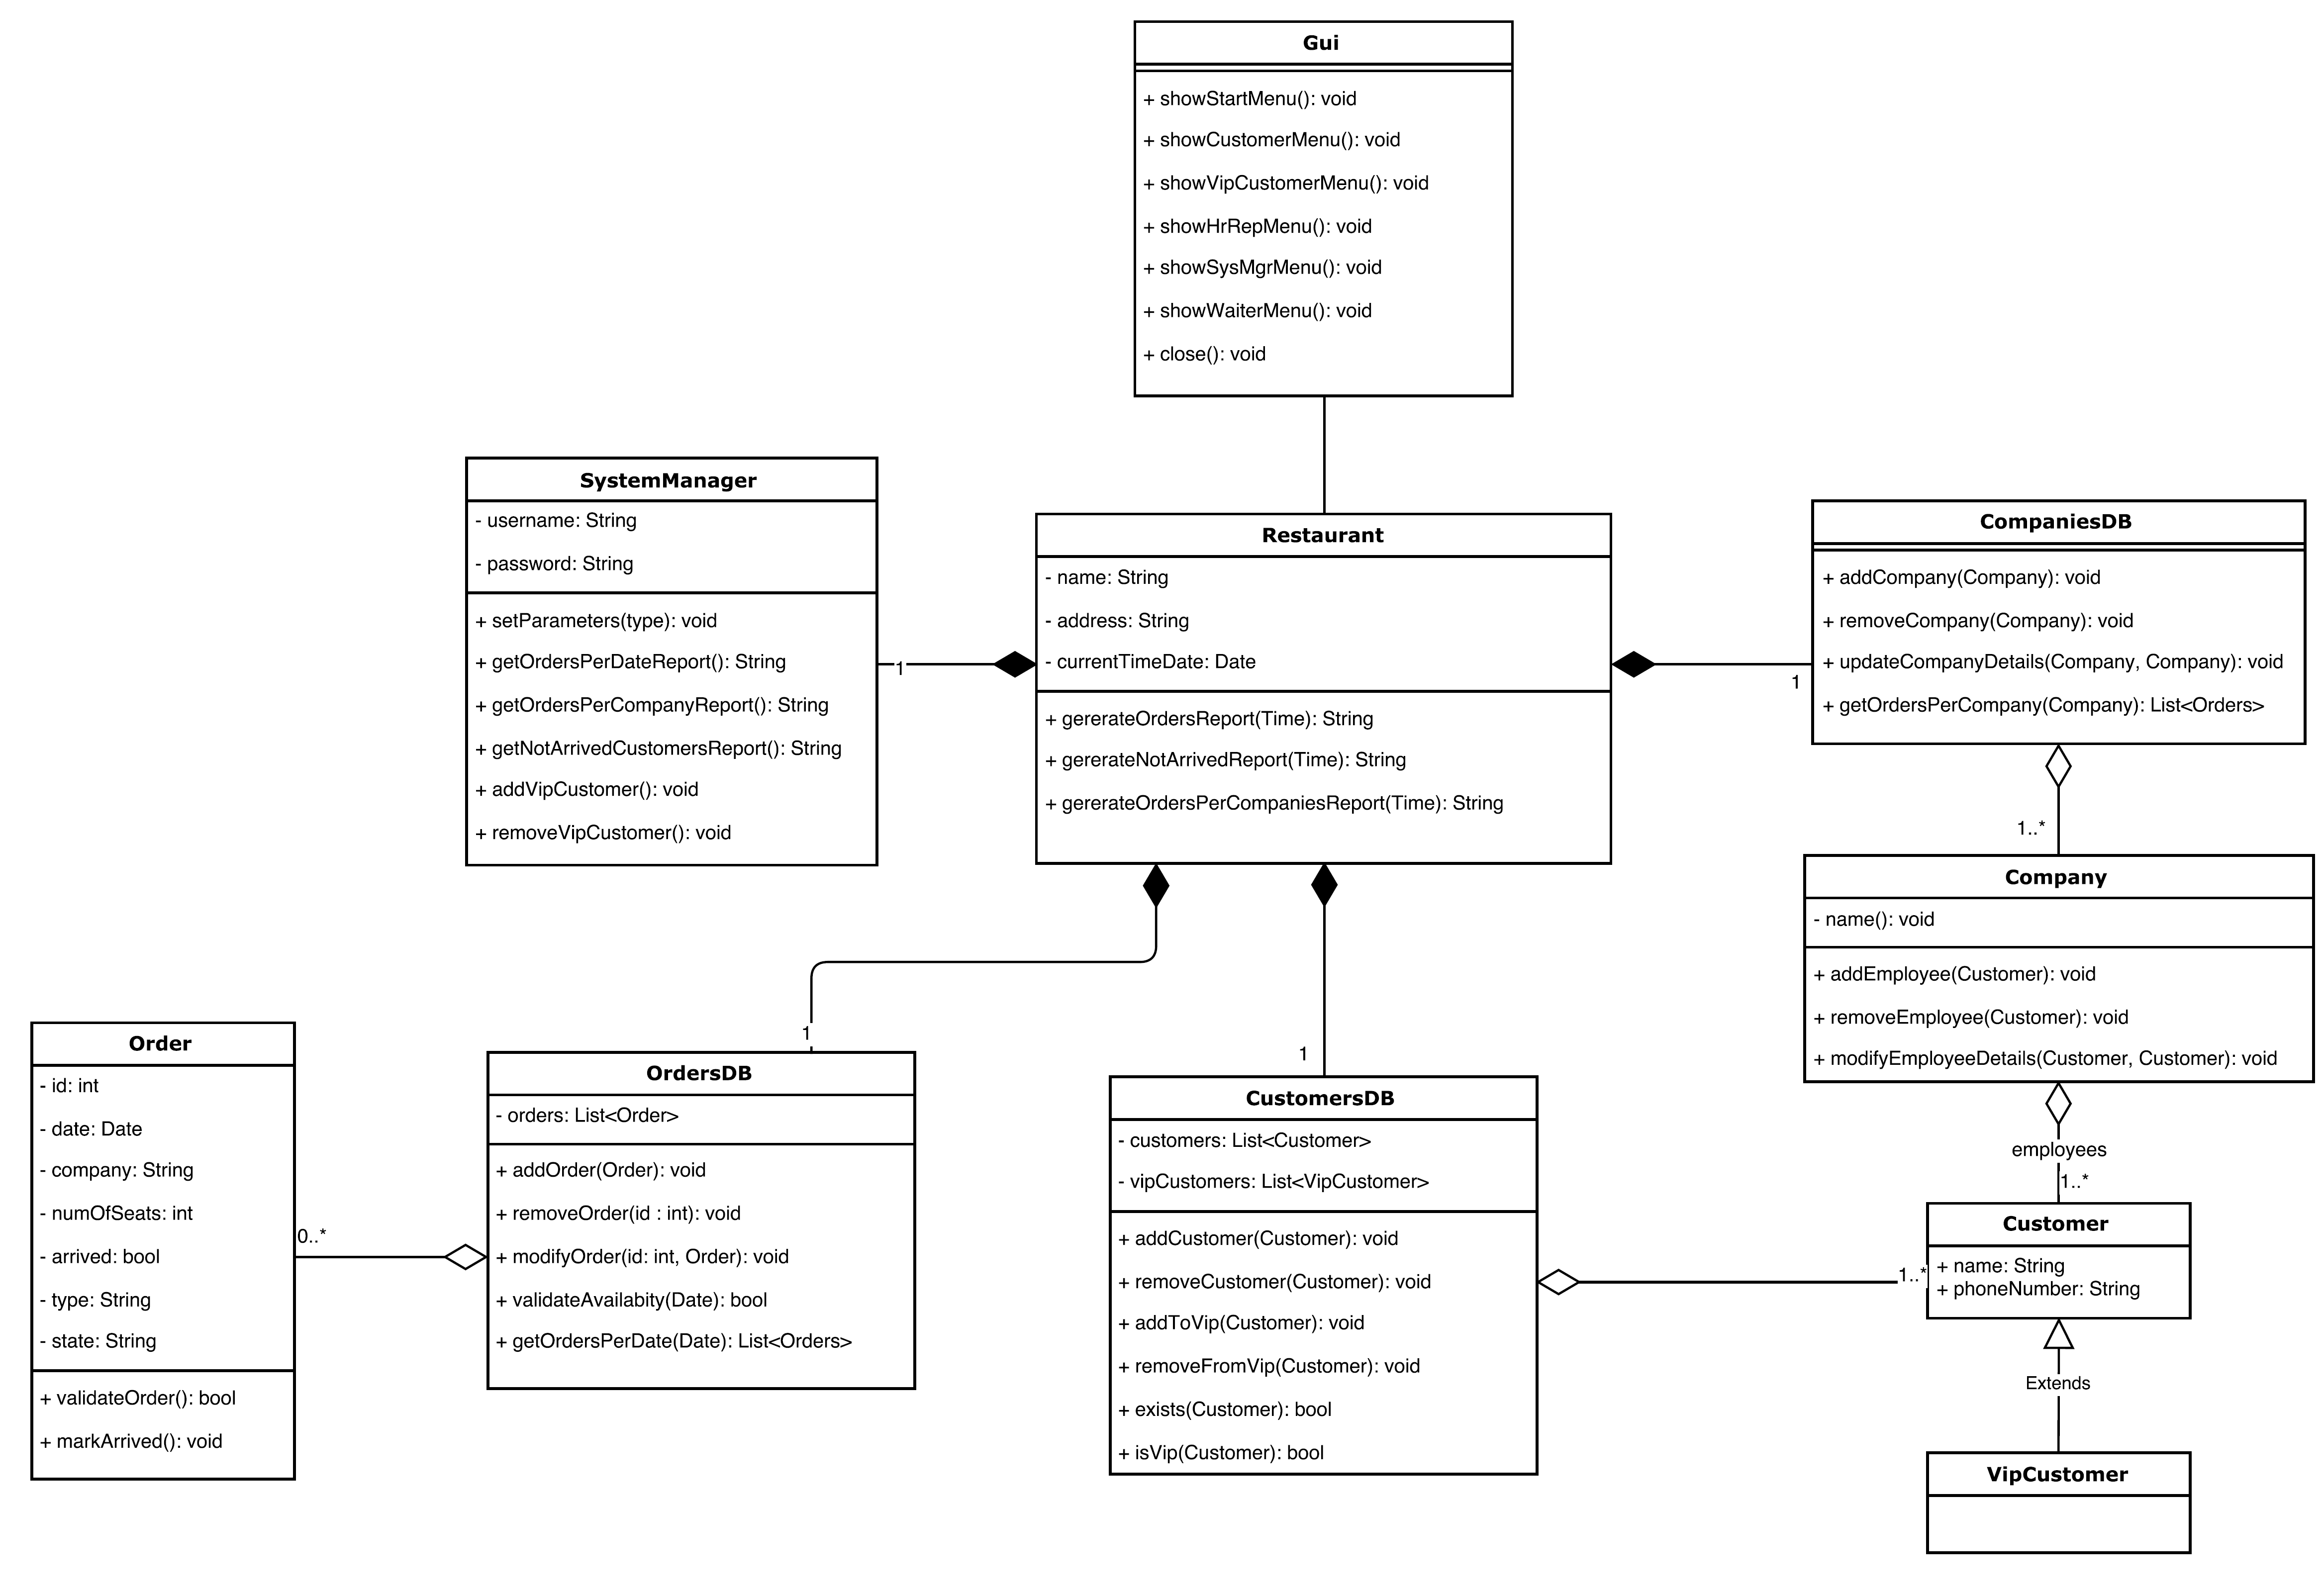 Gui
+ showStartMenu(): void
+ showCustomerMenu(): void
+ showVipCustomerMenu(): void
+ showHrRepMenu(): void
+ showSysMgrMenu(): void
+ showWaiterMenu(): void
+ close(): void
SystemManager
- username: String
- password: String
+ setParameters(type): void
+ getOrdersPerDateReport(): String
+ getOrdersPerCompanyReport(): String
+ getNotArrivedCustomersReport(): String
+ addVipCustomer(): void
+ removeVipCustomer(): void
1
Restaurant
- name: String
- address: String
- currentTimeDate: Date
+ gererateOrdersReport(Time): String
+ gererateNotArrivedReport(Time): String
+ gererateOrdersPerCompaniesReport(Time): String
1
CompaniesDB
+ addCompany(Company): void
+ removeCompany(Company): void
+ updateCompanyDetails(Company, Company): void
+ getOrdersPerCompany(Company): List<Orders>
1..*
Company
- name(): void
+ addEmployee(Customer): void
+ removeEmployee(Customer): void
+ modifyEmployeeDetails(Customer, Customer): void
employees
1..*
Order
- id: int
- date: Date
- company: String
- numOfSeats: int
- arrived: bool
- type: String
- state: String
+ validateOrder(): bool
+ markArrived(): void
0..*
1
OrdersDB
- orders: List<Order>
+ addOrder(Order): void
+ removeOrder(id : int): void
+ modifyOrder(id: int, Order): void
+ validateAvailabity(Date): bool
+ getOrdersPerDate(Date): List<Orders>
1
CustomersDB
- customers: List<Customer>
- vipCustomers: List<VipCustomer>
+ addCustomer(Customer): void
+ removeCustomer(Customer): void
+ addToVip(Customer): void
+ removeFromVip(Customer): void
+ exists(Customer): bool
+ isVip(Customer): bool
1..*
Customer
+ name: String
+ phoneNumber: String
Extends
VipCustomer